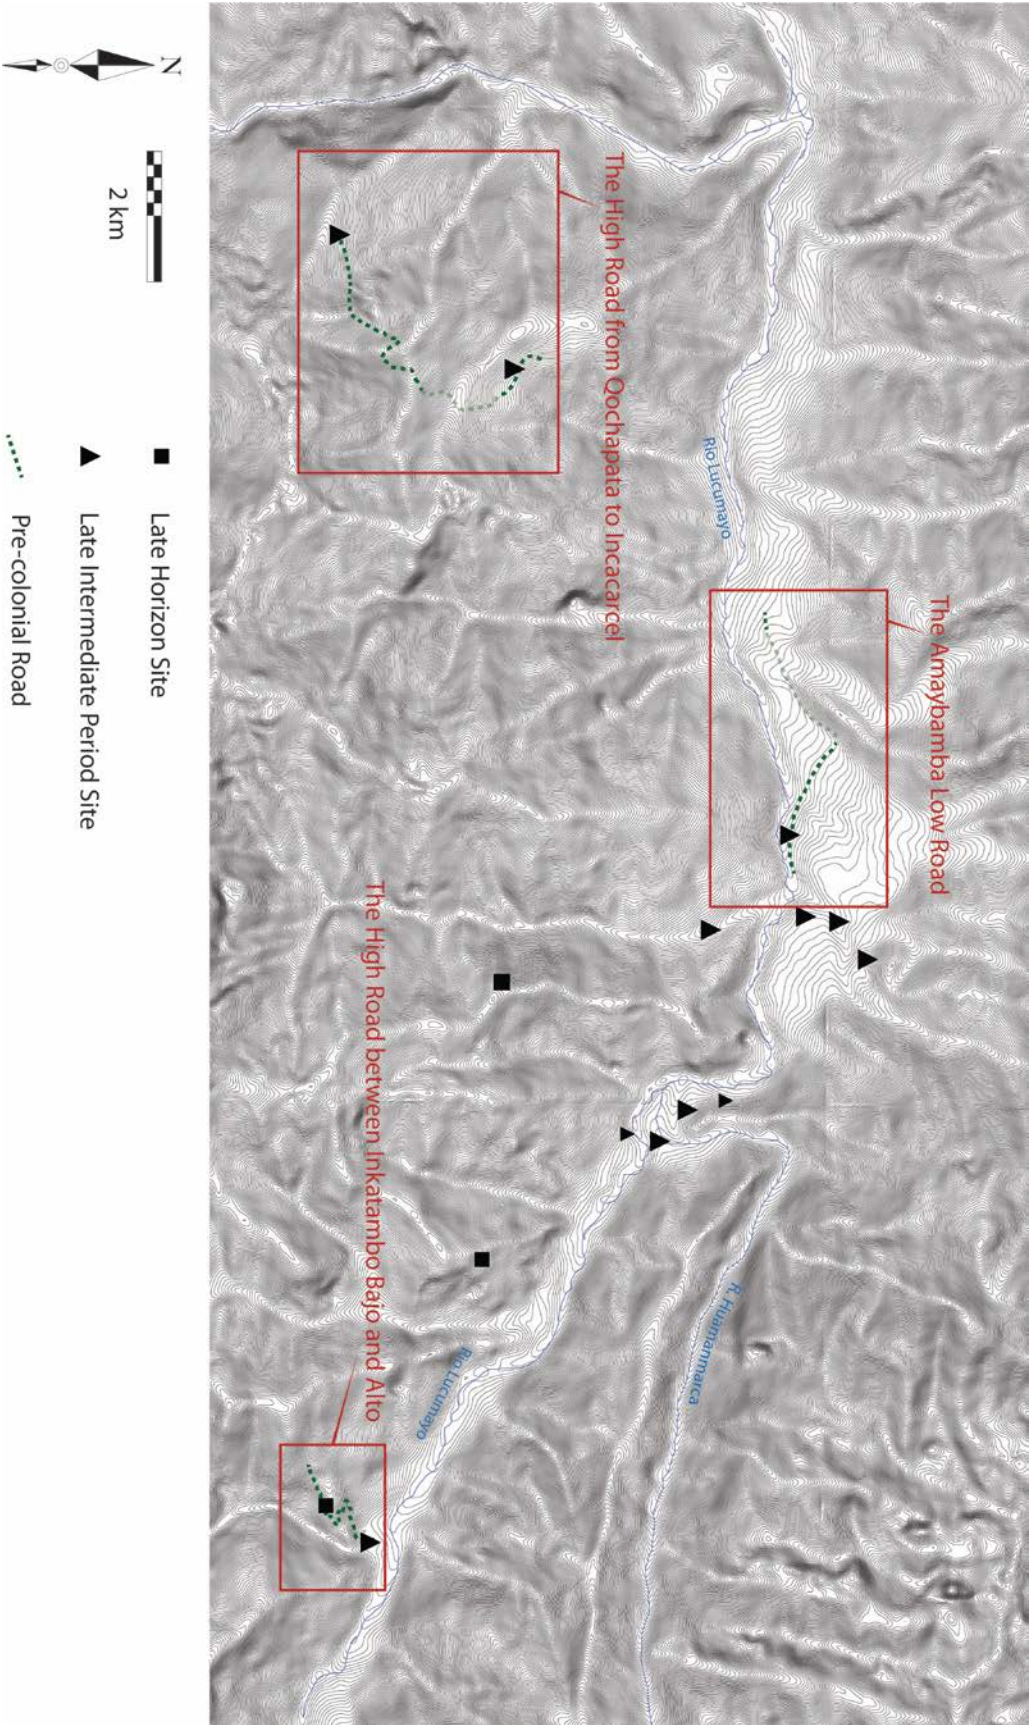 The Amaybamba Low Road
R. Huamanmarca
Rio Lucumayo
The High Road from Qochapata to Incacarcel
Rio Lucumayo
The High Road between Inkatambo Bajo and Alto
N
2 km
Late Horizon Site
Late Intermediate Period Site
Pre-colonial Road